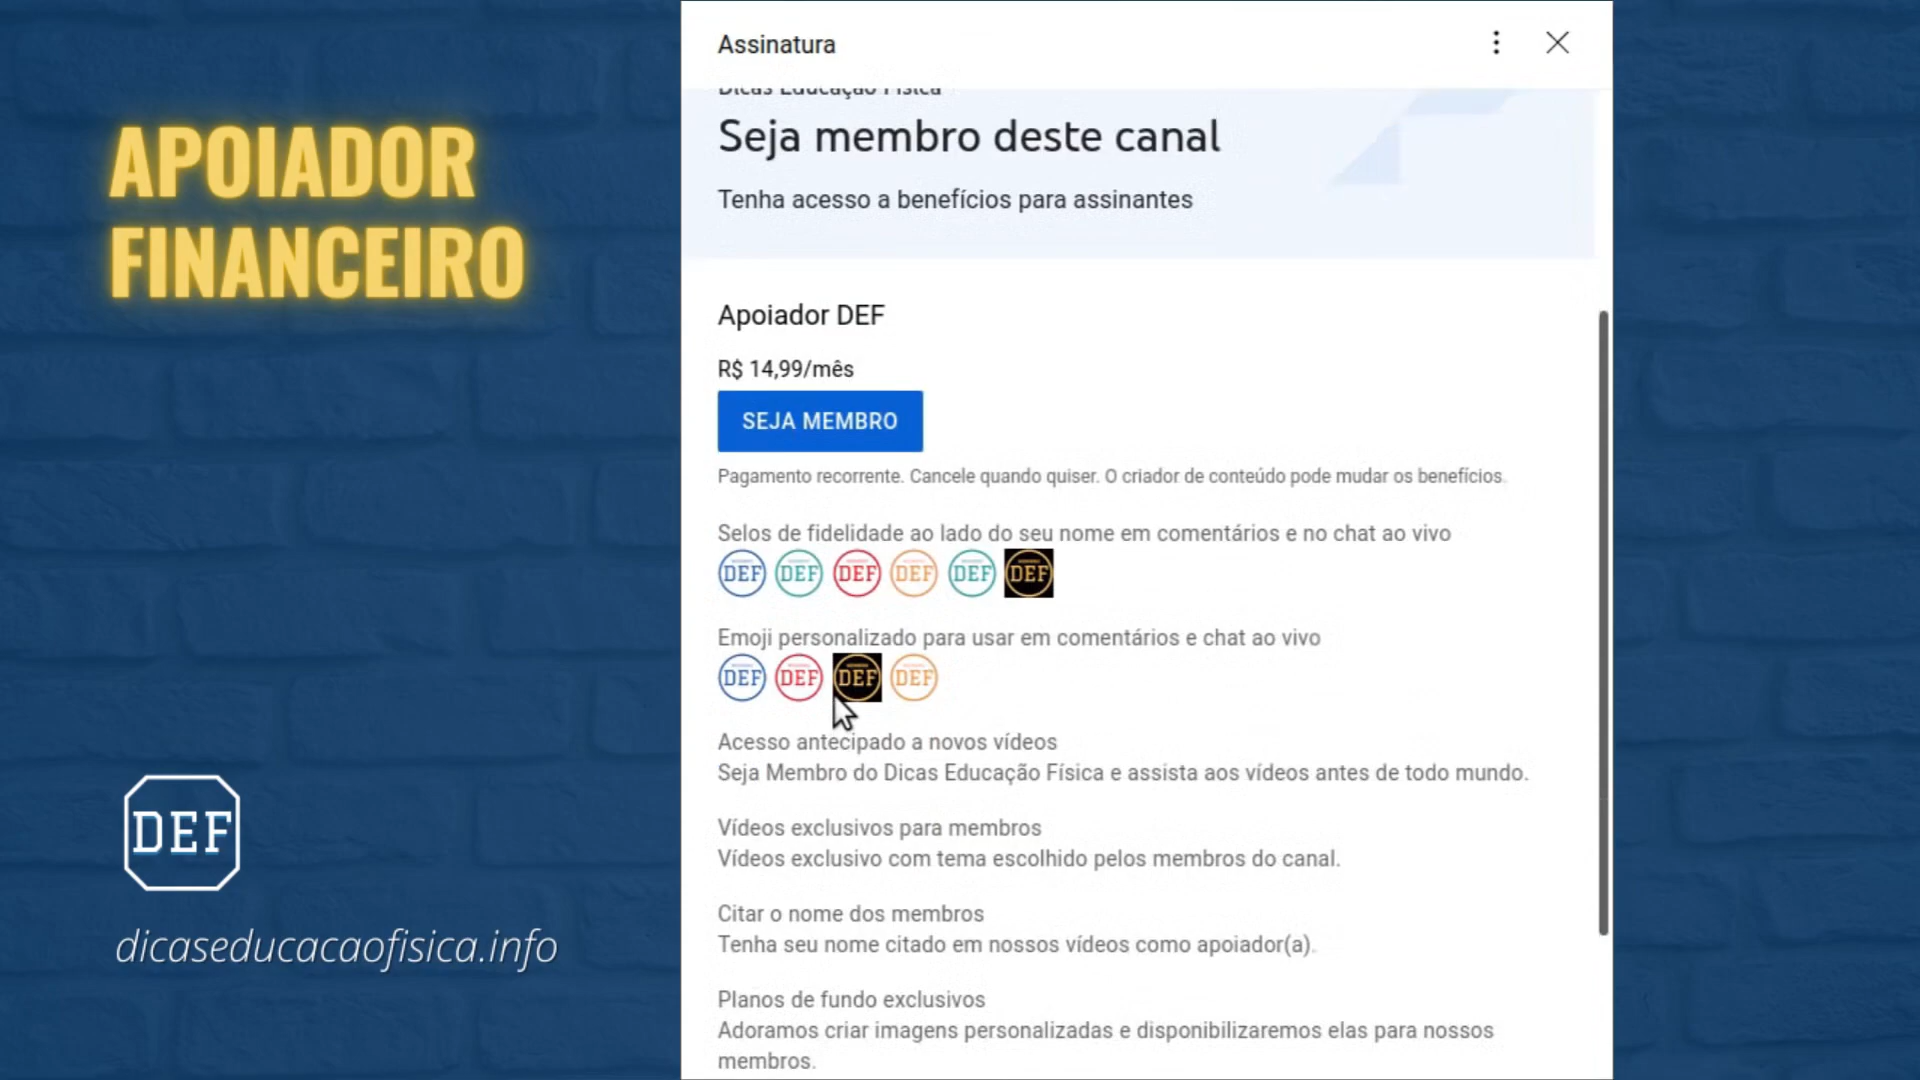 APOIADOR
FINANCEIRO
DEF
dicaseducacaofisica.info
Assinatura
Dicas Educação Física
Seja membro deste canal
Tenha acesso a benefícios para assinantes
Apoiador DEF
R$ 14,99/mês
SEJA MEMBRO
Pagamento recorrente. Cancele quando quiser. O criador de conteúdo pode mudar os benefícios.
Selos de fidelidade ao lado do seu nome em comentários e no chat ao vivo
DEF DEF DEF DEF DEF DEF
Emoji personalizado para usar em comentários e chat ao vivo
DEF DEF DEF DEF
Acesso antecipado a novos vídeos
Seja Membro do Dicas Educação Física e assista aos vídeos antes de todo mundo.
Vídeos exclusivos para membros
Vídeos exclusivo com tema escolhido pelos membros do canal.
Citar o nome dos membros
Tenha seu nome citado em nossos vídeos como apoiador(a).
Planos de fundo exclusivos
Adoramos criar imagens personalizadas e disponibilizaremos elas para nossos
membros.